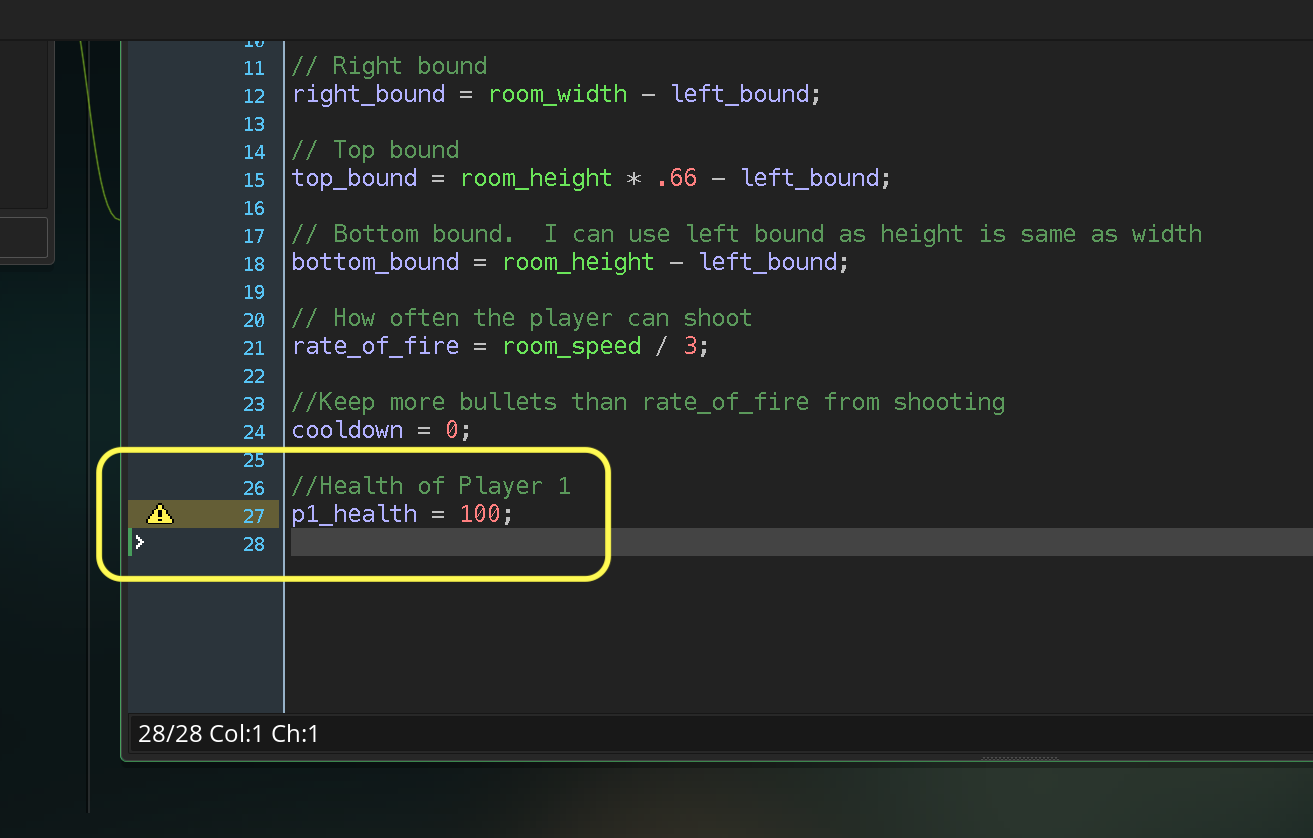 10
11 // Right bound
12 right_bound = room_width - left_bound;
13
14 // Top bound
15 top_bound = room_height * .66 - left_bound;
16
17 // Bottom bound.  I can use left bound as height is same as width
18 bottom_bound = room_height - left_bound;
19
20 // How often the player can shoot
21 rate_of_fire = room_speed / 3;
22
23 //Keep more bullets than rate_of_fire from shooting
24 cooldown = 0;
25
26 //Health of Player 1
27 p1_health = 100;
28
28/28 Col:1 Ch:1